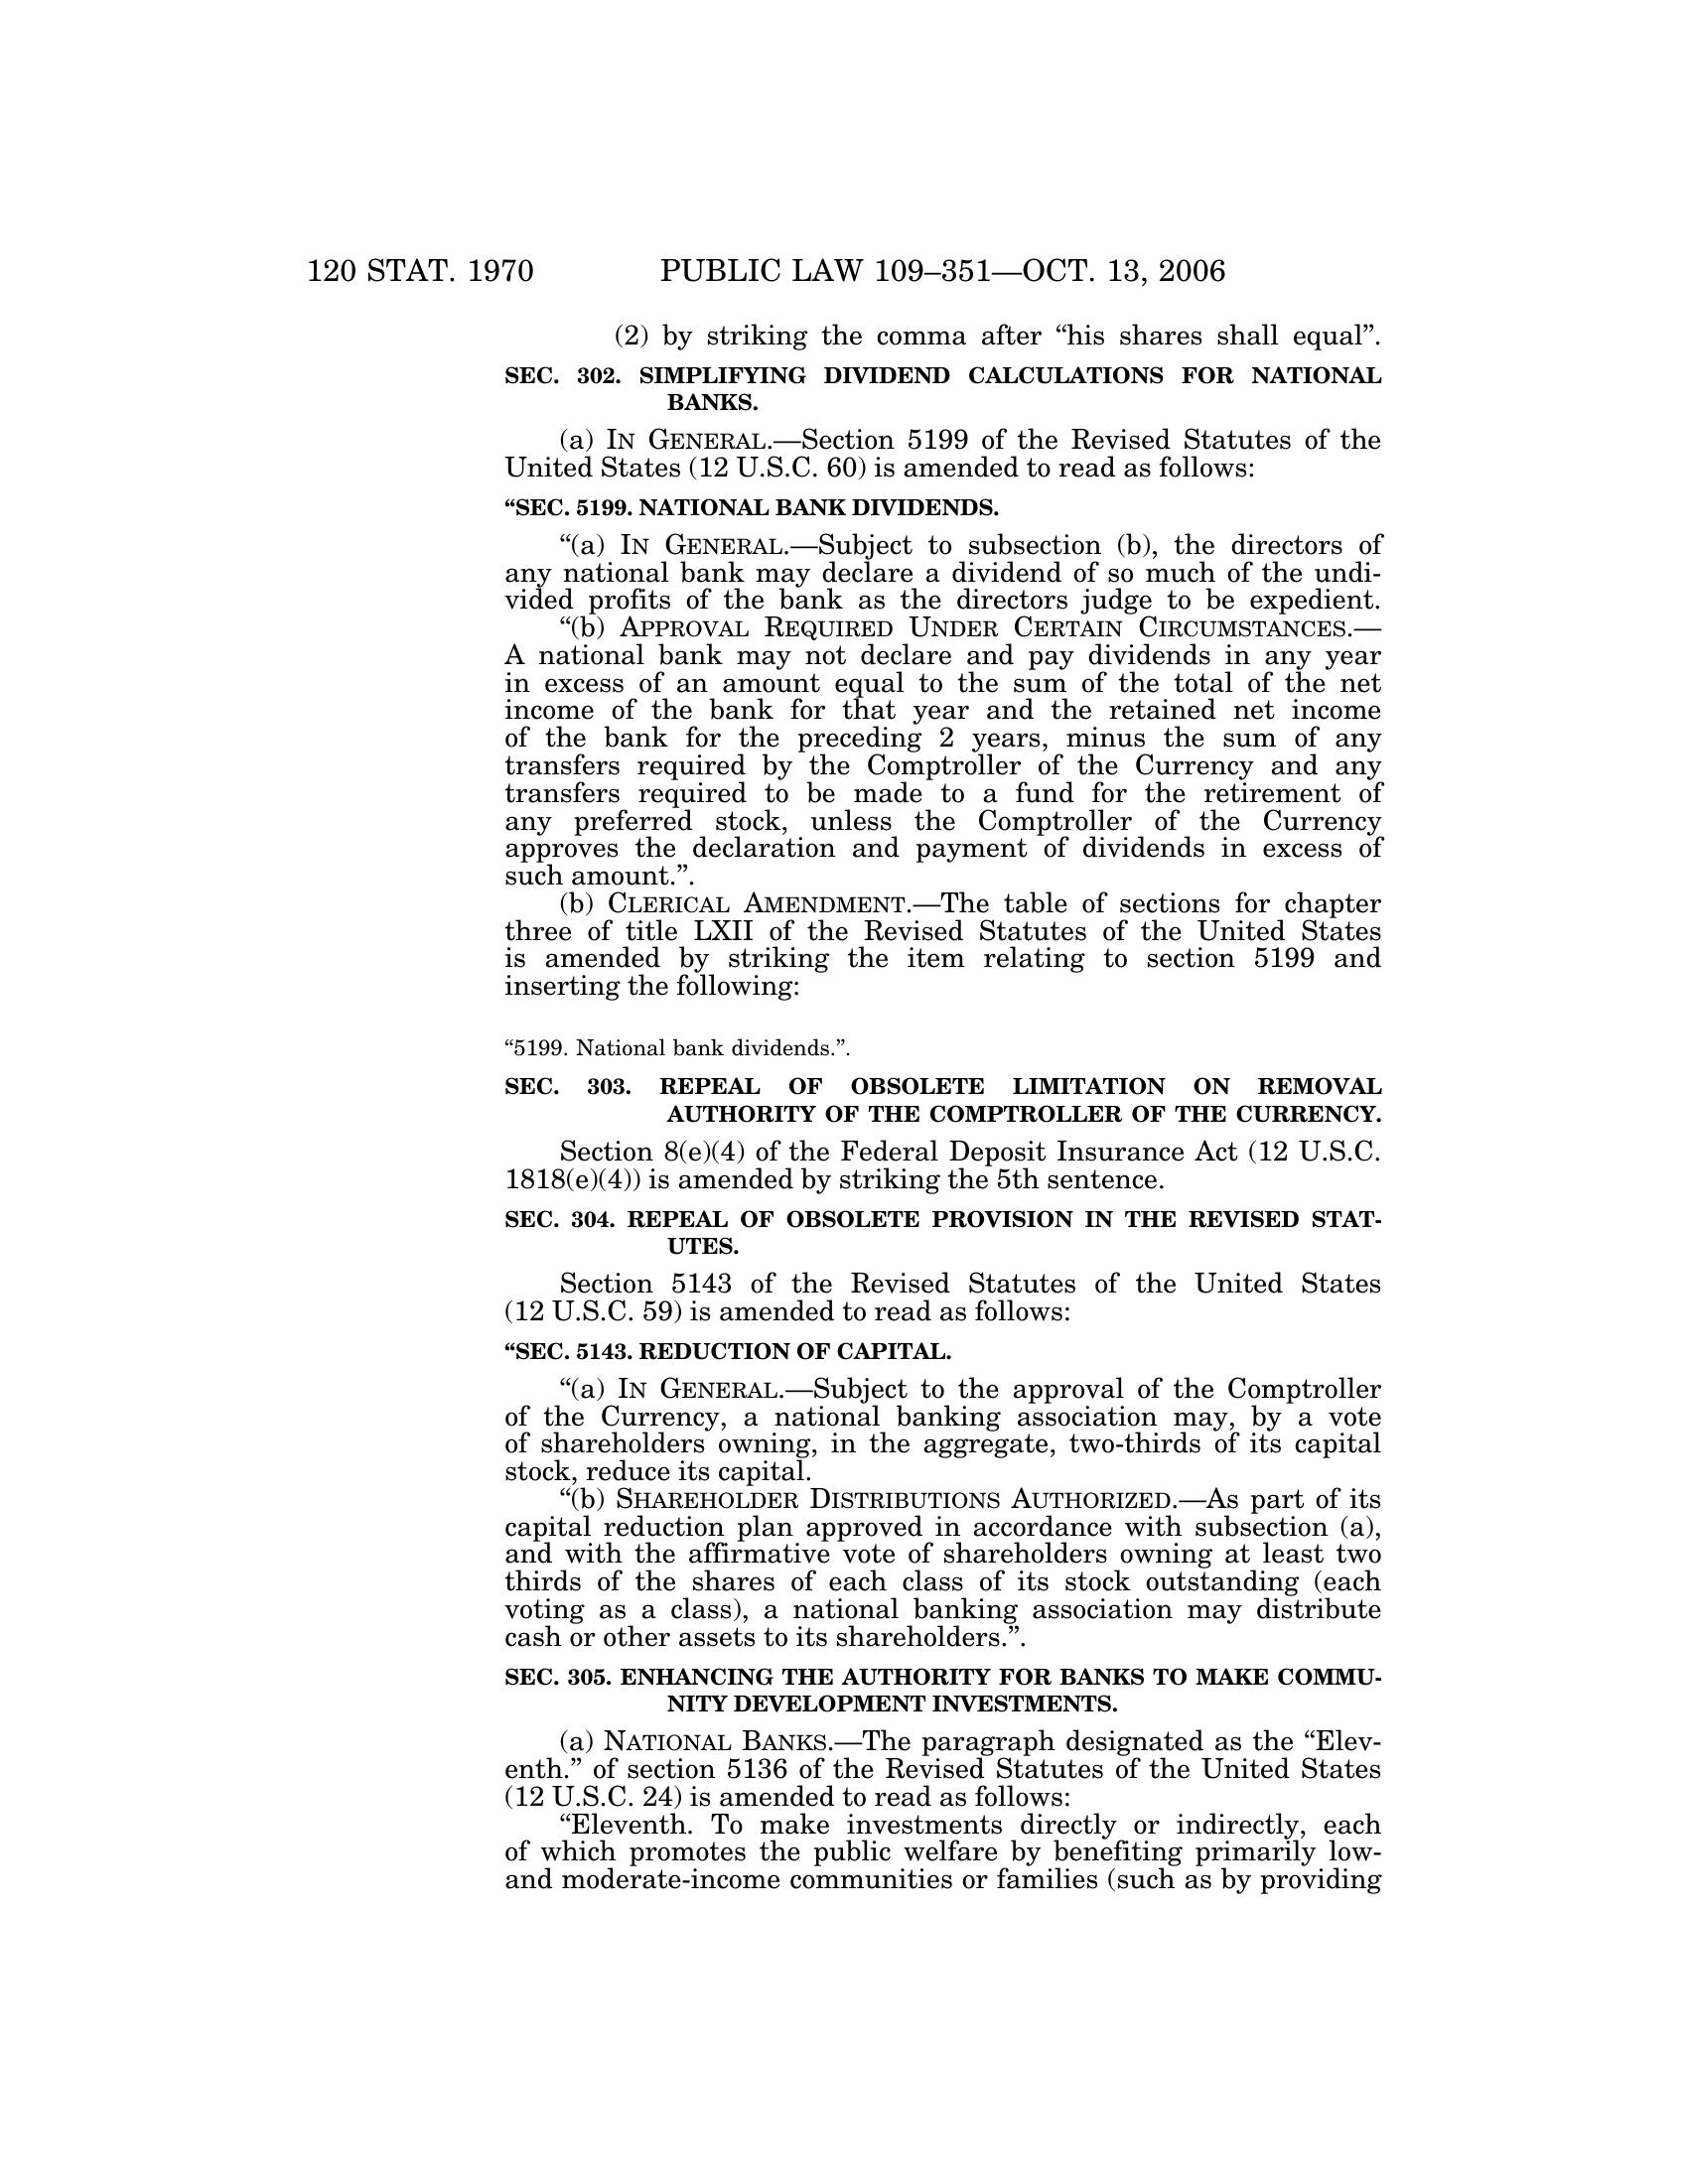 120 STAT. 1970 PUBLIC LAW 109–351—OCT. 13, 2006
(2) by striking the comma after “his shares shall equal”.
SEC. 302. SIMPLIFYING DIVIDEND CALCULATIONS FOR NATIONAL
BANKS.
(a) IN GENERAL.—Section 5199 of the Revised Statutes of the
United States (12 U.S.C. 60) is amended to read as follows:
“SEC. 5199. NATIONAL BANK DIVIDENDS.
“(a) IN GENERAL.—Subject to subsection (b), the directors of
any national bank may declare a dividend of so much of the undi-
vided profits of the bank as the directors judge to be expedient.
“(b) APPROVAL REQUIRED UNDER CERTAIN CIRCUMSTANCES.—
A national bank may not declare and pay dividends in any year
in excess of an amount equal to the sum of the total of the net
income of the bank for that year and the retained net income
of the bank for the preceding 2 years, minus the sum of any
transfers required by the Comptroller of the Currency and any
transfers required to be made to a fund for the retirement of
any preferred stock, unless the Comptroller of the Currency
approves the declaration and payment of dividends in excess of
such amount.”.
(b) CLERICAL AMENDMENT.—The table of sections for chapter
three of title LXII of the Revised Statutes of the United States
is amended by striking the item relating to section 5199 and
inserting the following:
“5199. National bank dividends.”.
SEC. 303. REPEAL OF OBSOLETE LIMITATION ON REMOVAL
AUTHORITY OF THE COMPTROLLER OF THE CURRENCY.
Section 8(e)(4) of the Federal Deposit Insurance Act (12 U.S.C.
1818(e)(4)) is amended by striking the 5th sentence.
SEC. 304. REPEAL OF OBSOLETE PROVISION IN THE REVISED STAT-
UTES.
Section 5143 of the Revised Statutes of the United States
(12 U.S.C. 59) is amended to read as follows:
“SEC. 5143. REDUCTION OF CAPITAL.
“(a) IN GENERAL.—Subject to the approval of the Comptroller
of the Currency, a national banking association may, by a vote
of shareholders owning, in the aggregate, two-thirds of its capital
stock, reduce its capital.
“(b) SHAREHOLDER DISTRIBUTIONS AUTHORIZED.—As part of its
capital reduction plan approved in accordance with subsection (a),
and with the affirmative vote of shareholders owning at least two
thirds of the shares of each class of its stock outstanding (each
voting as a class), a national banking association may distribute
cash or other assets to its shareholders.”.
SEC. 305. ENHANCING THE AUTHORITY FOR BANKS TO MAKE COMMU-
NITY DEVELOPMENT INVESTMENTS.
(a) NATIONAL BANKS.—The paragraph designated as the “Elev-
enth.” of section 5136 of the Revised Statutes of the United States
(12 U.S.C. 24) is amended to read as follows:
“Eleventh. To make investments directly or indirectly, each
of which promotes the public welfare by benefiting primarily low-
and moderate-income communities or families (such as by providing